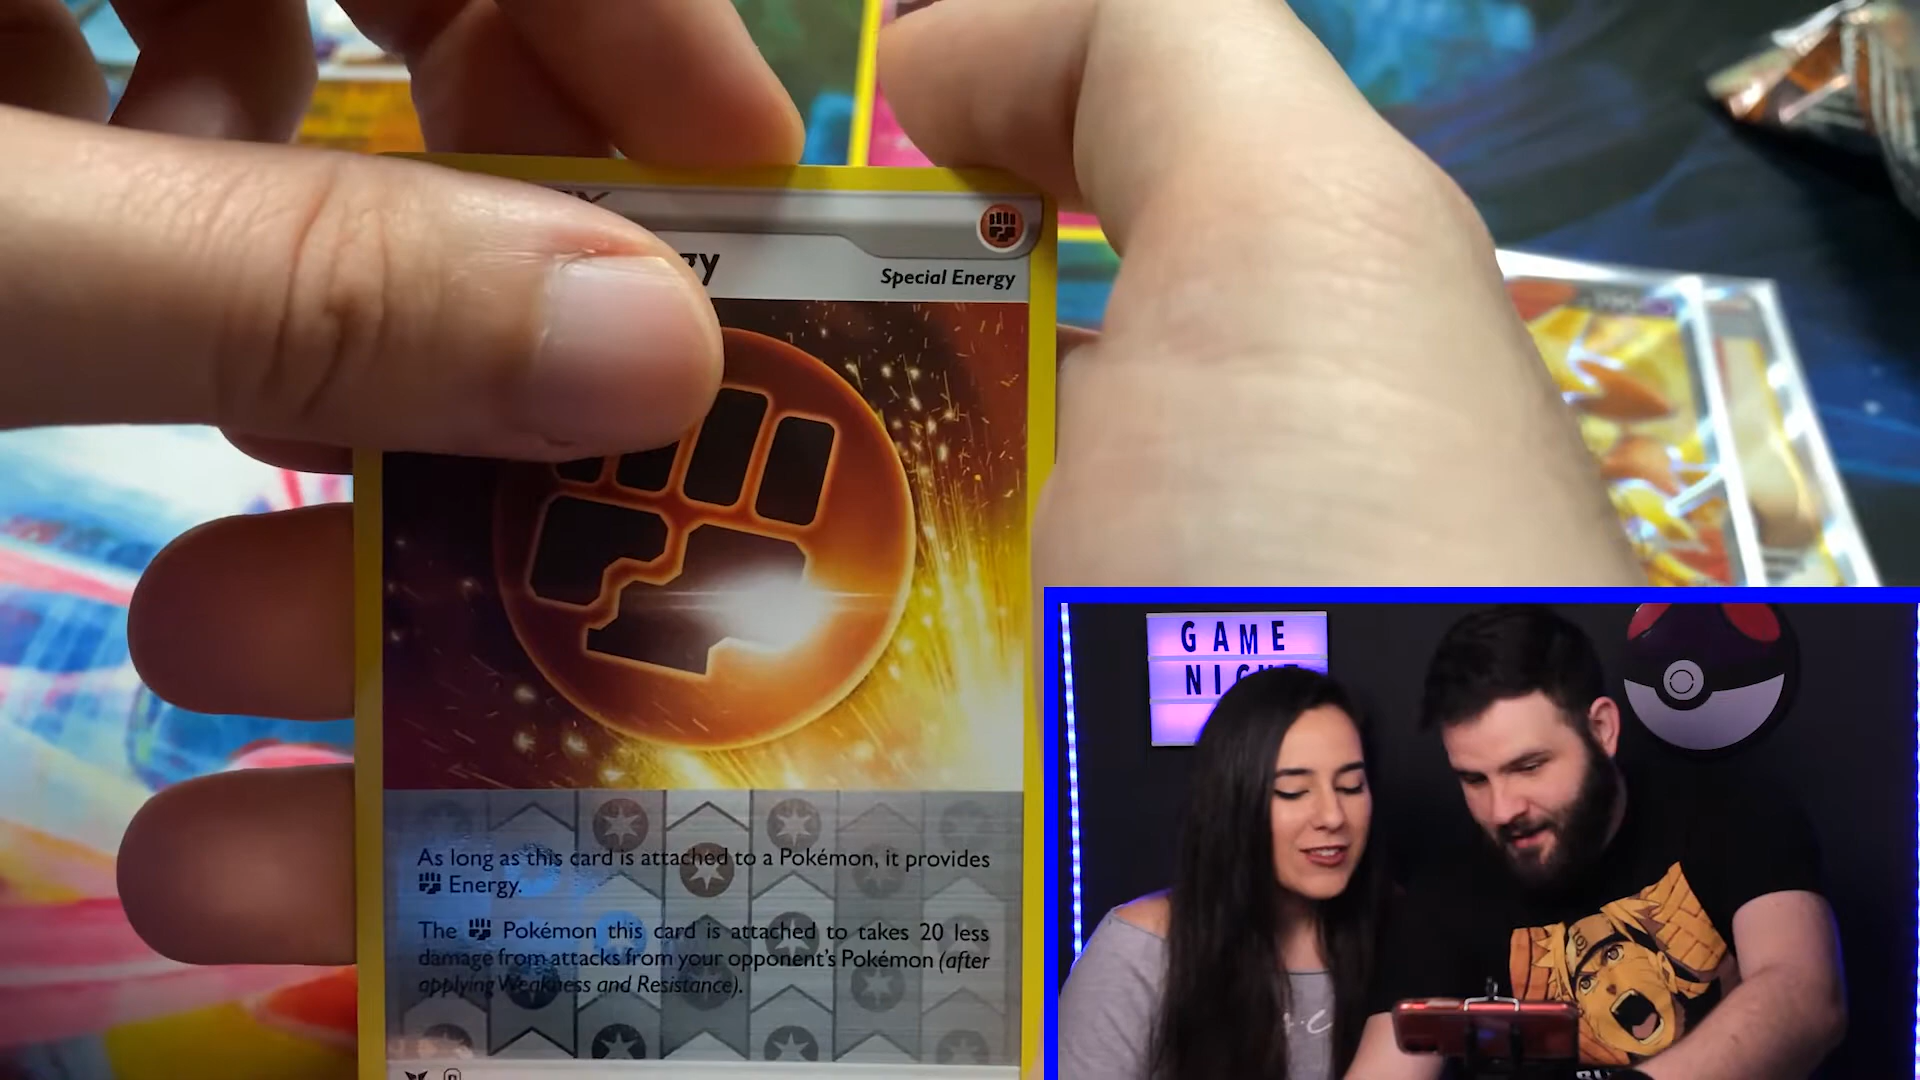 Special Energy
As long as this card is attached to a Pokémon, it provides
Energy.
The Pokémon this card is attached to takes 20 less
damage from attacks from your opponent's Pokémon (after
applying Weakness and Resistance).
GAME